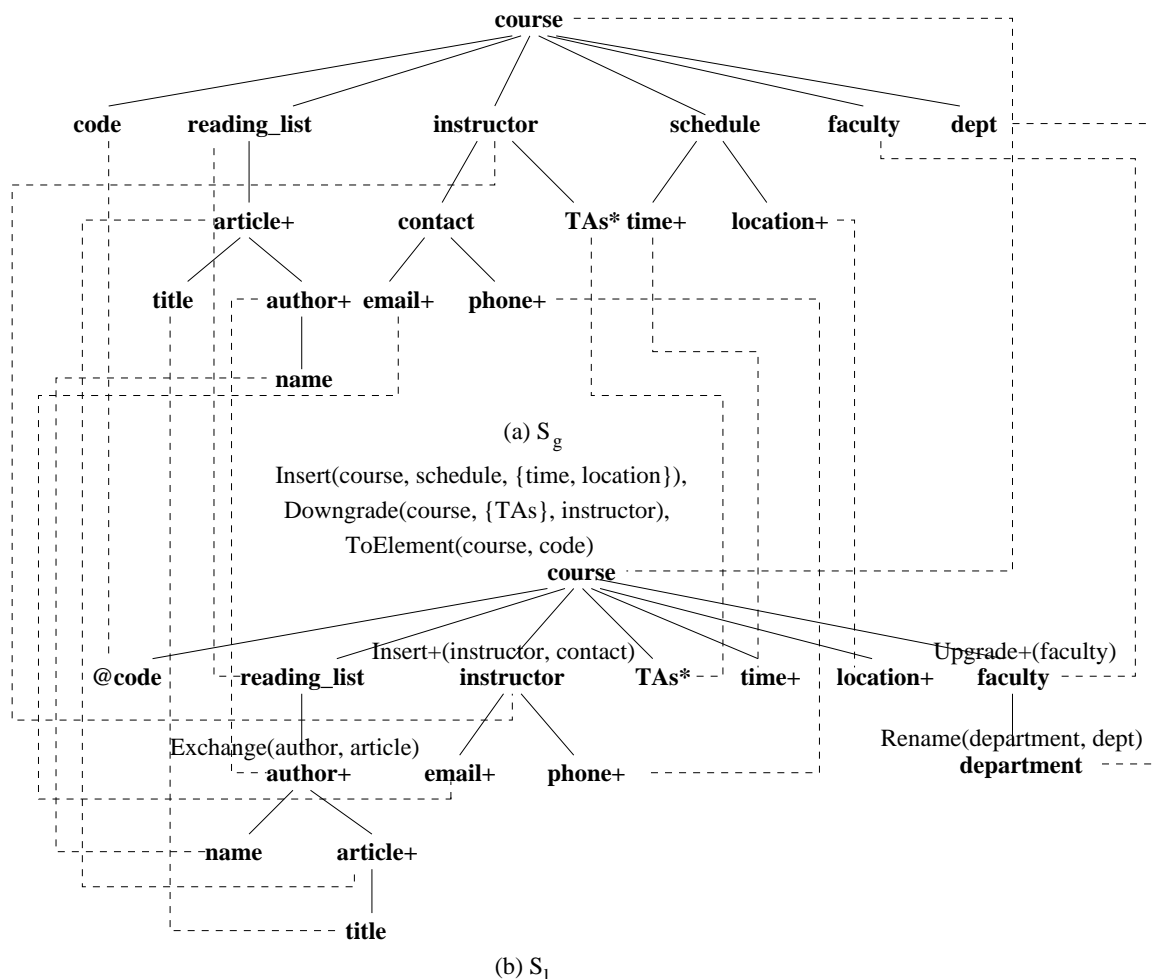 course
code reading_list instructor schedule faculty dept
article+ contact TAs* time+ location+
title author+ email+ phone+
name
(a) S_g
Insert(course, schedule, {time, location}),
Downgrade(course, {TAs}, instructor),
ToElement(course, code)
course
Insert+(instructor, contact) Upgrade+(faculty)
@code reading_list instructor TAs* time+ location+ faculty
Exchange(author, article) Rename(department, dept)
author+ email+ phone+ department
name article+
title
(b) S_l